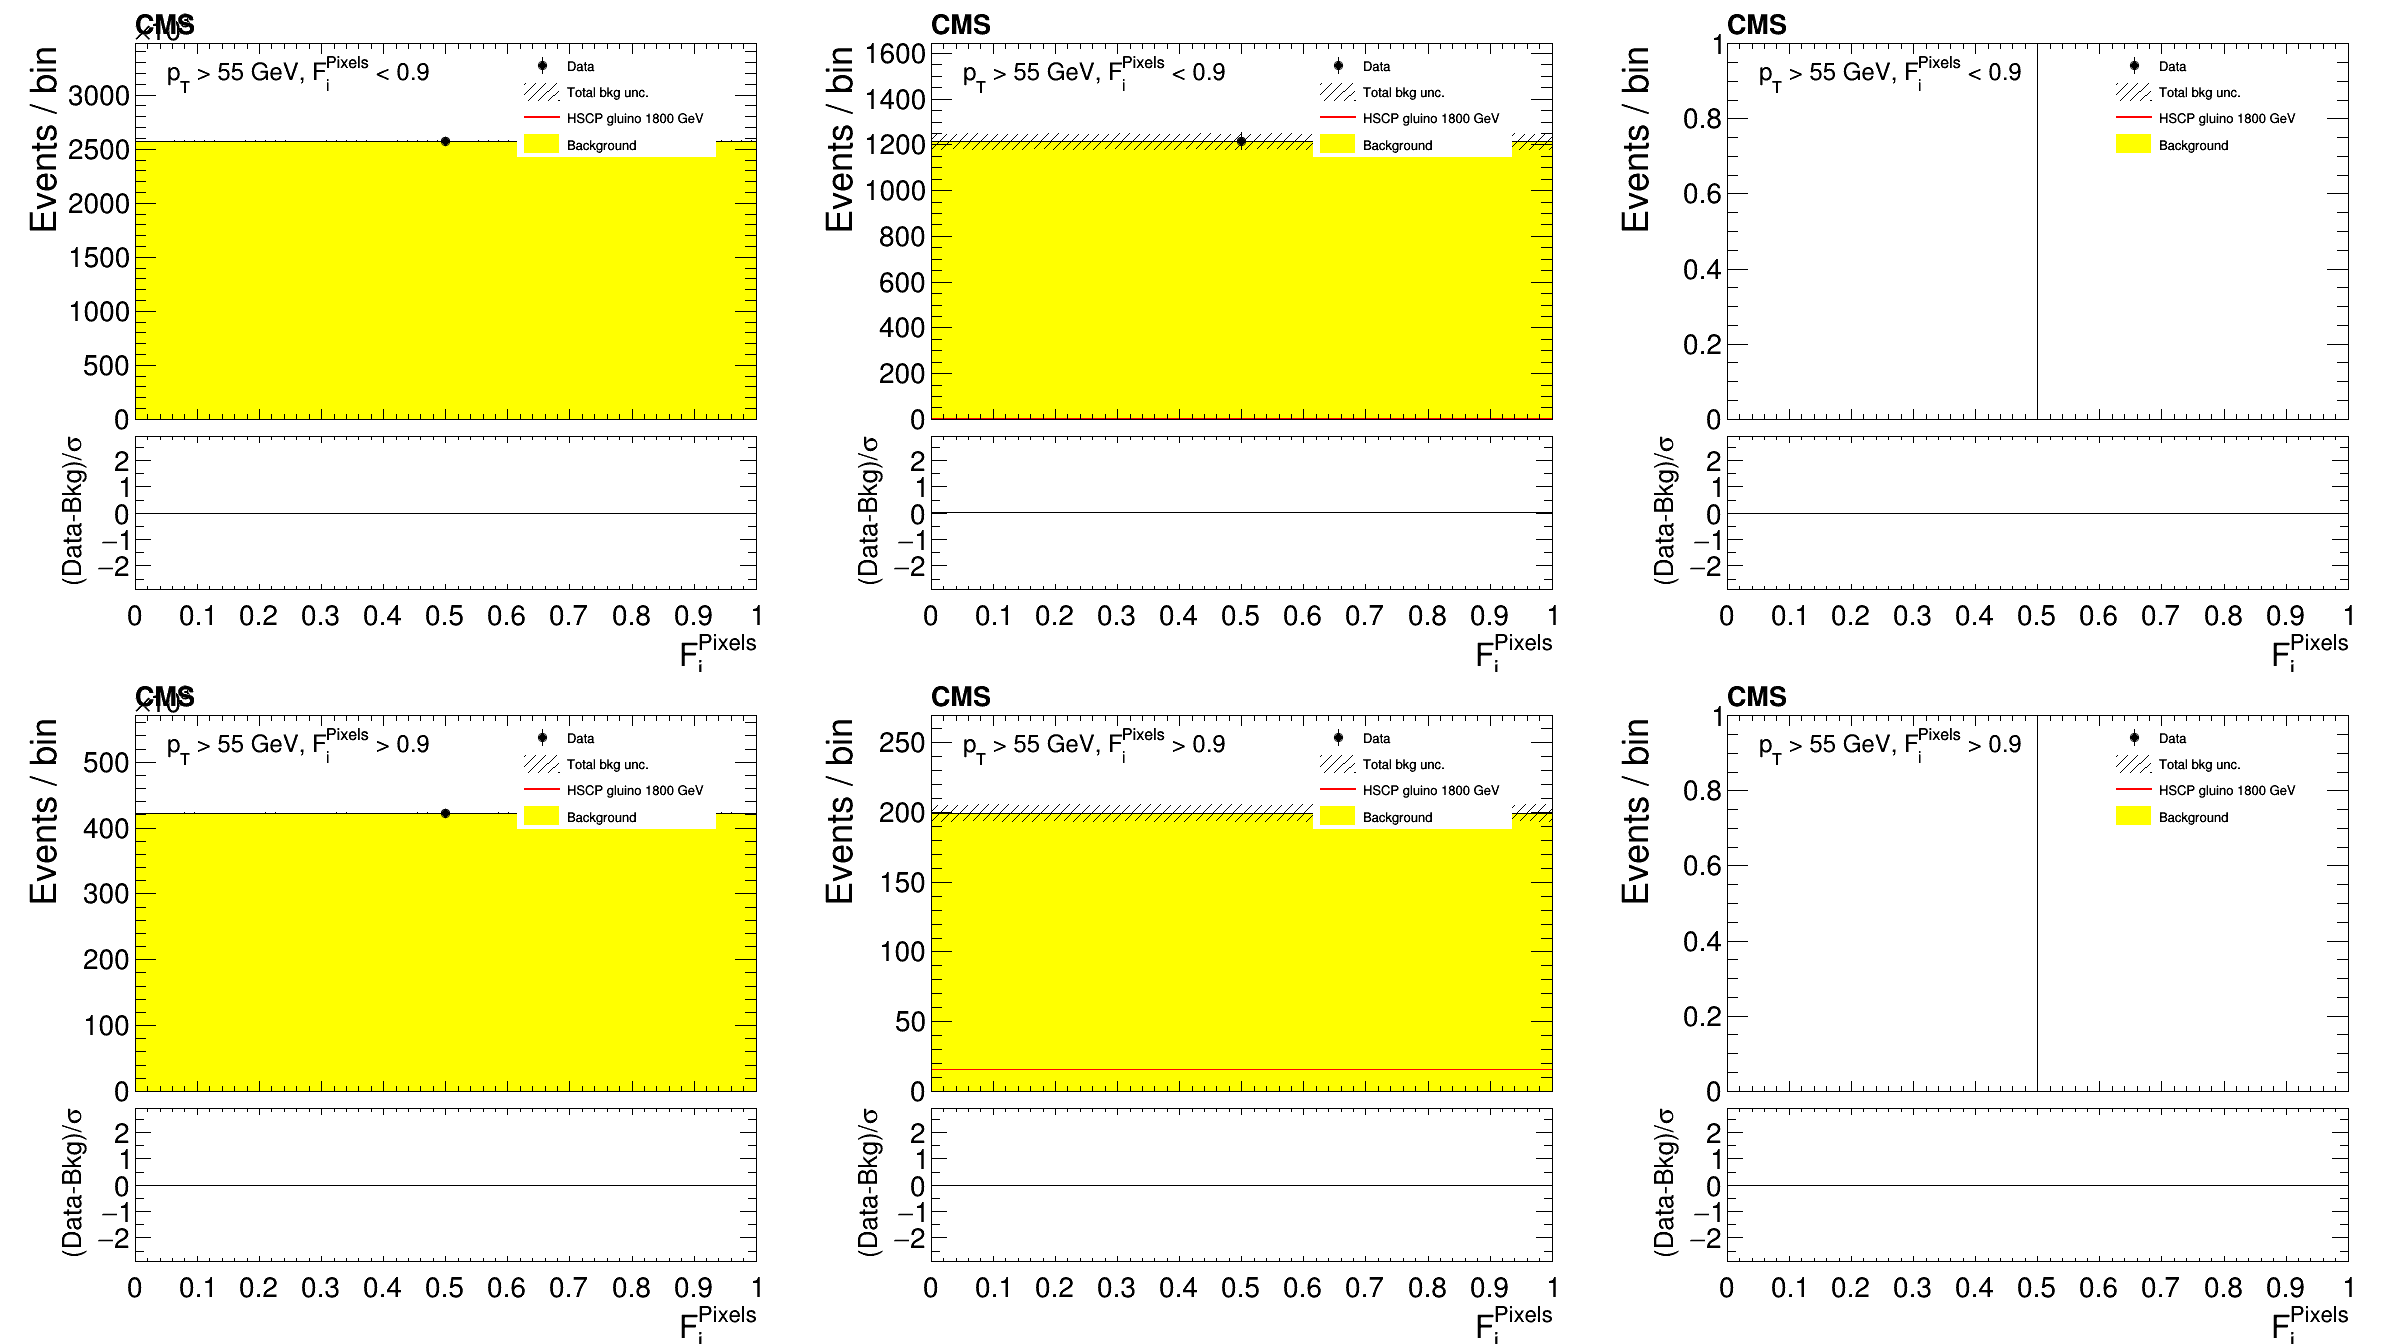 CMS
Events / bin
p_T > 55 GeV, F_i^Pixels < 0.9
Data
Total bkg unc.
HSCP gluino 1800 GeV
Background
3000
2500
2000
1500
1000
500
0
(Data-Bkg)/σ
2
1
0
−1
−2
0 0.1 0.2 0.3 0.4 0.5 0.6 0.7 0.8 0.9 1
F_i^Pixels
CMS
Events / bin
p_T > 55 GeV, F_i^Pixels < 0.9
Data
Total bkg unc.
HSCP gluino 1800 GeV
Background
1600
1400
1200
1000
800
600
400
200
0
(Data-Bkg)/σ
2
1
0
−1
−2
0 0.1 0.2 0.3 0.4 0.5 0.6 0.7 0.8 0.9 1
F_i^Pixels
CMS
Events / bin
p_T > 55 GeV, F_i^Pixels < 0.9
Data
Total bkg unc.
HSCP gluino 1800 GeV
Background
1
0.8
0.6
0.4
0.2
0
(Data-Bkg)/σ
2
1
0
−1
−2
0 0.1 0.2 0.3 0.4 0.5 0.6 0.7 0.8 0.9 1
F_i^Pixels
CMS
Events / bin
p_T > 55 GeV, F_i^Pixels > 0.9
Data
Total bkg unc.
HSCP gluino 1800 GeV
Background
500
400
300
200
100
0
(Data-Bkg)/σ
2
1
0
−1
−2
0 0.1 0.2 0.3 0.4 0.5 0.6 0.7 0.8 0.9 1
F_i^Pixels
CMS
Events / bin
p_T > 55 GeV, F_i^Pixels > 0.9
Data
Total bkg unc.
HSCP gluino 1800 GeV
Background
250
200
150
100
50
0
(Data-Bkg)/σ
2
1
0
−1
−2
0 0.1 0.2 0.3 0.4 0.5 0.6 0.7 0.8 0.9 1
F_i^Pixels
CMS
Events / bin
p_T > 55 GeV, F_i^Pixels > 0.9
Data
Total bkg unc.
HSCP gluino 1800 GeV
Background
1
0.8
0.6
0.4
0.2
0
(Data-Bkg)/σ
2
1
0
−1
−2
0 0.1 0.2 0.3 0.4 0.5 0.6 0.7 0.8 0.9 1
F_i^Pixels